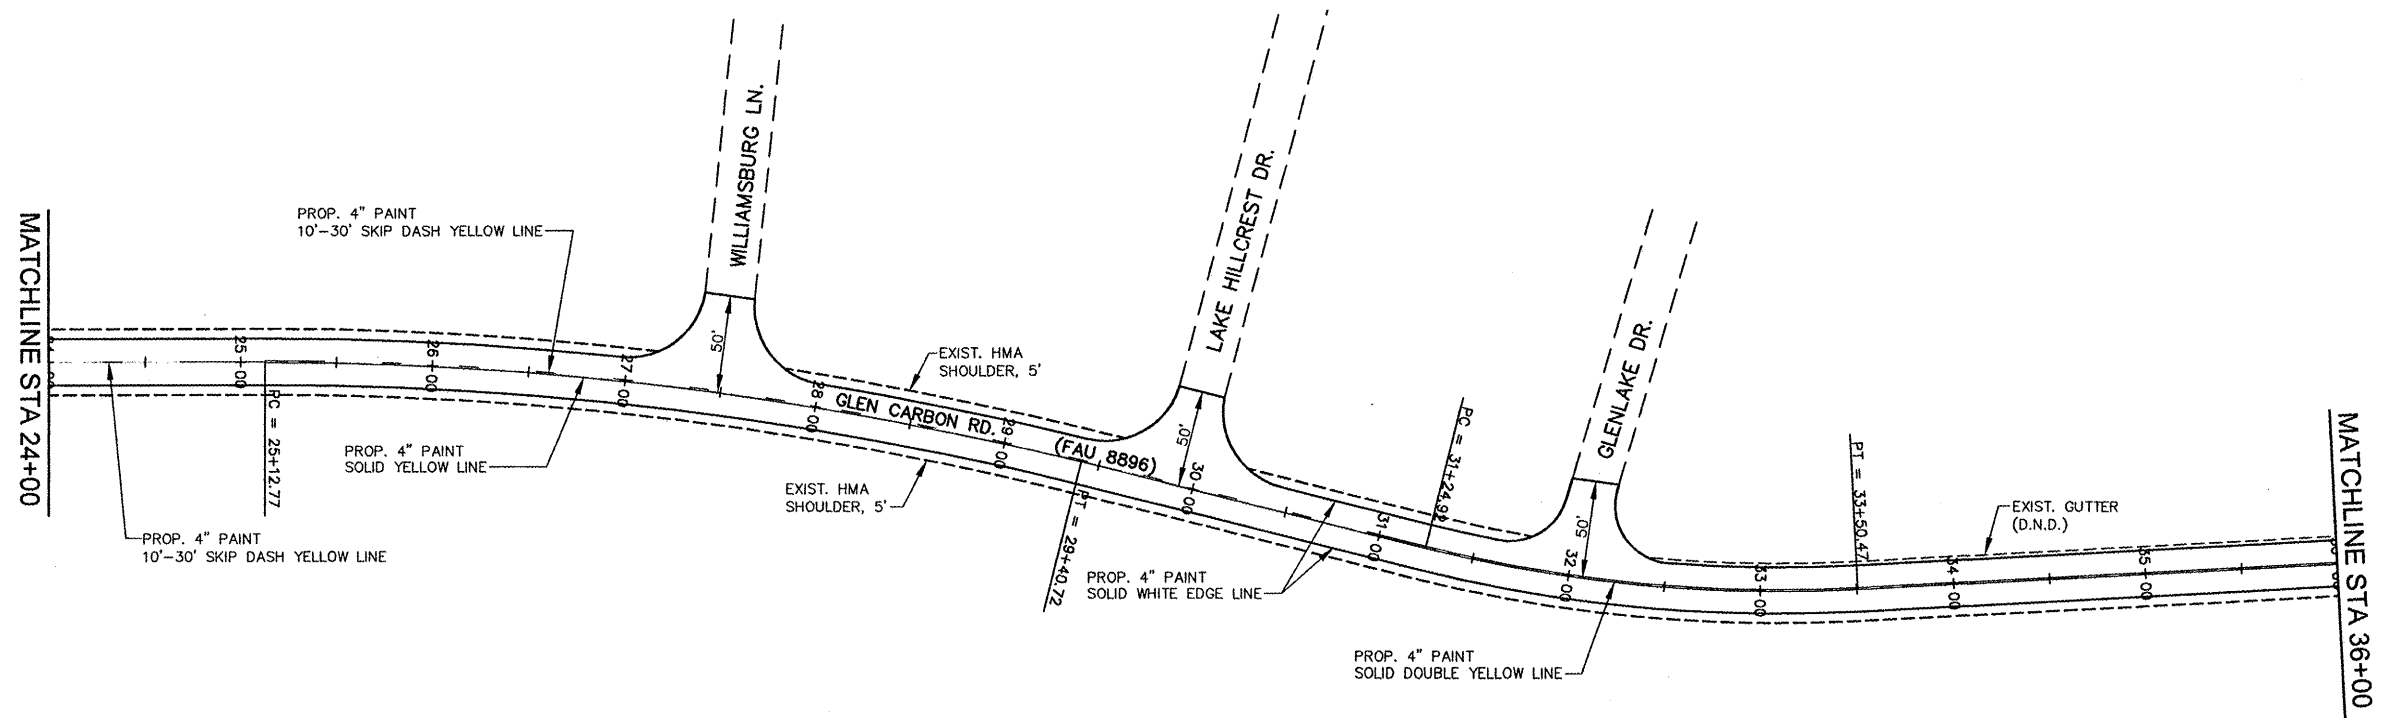 MATCHLINE STA 24+00
PROP. 4" PAINT
10'-30' SKIP DASH YELLOW LINE
PROP. 4" PAINT
10'-30' SKIP DASH YELLOW LINE
25+00
PC = 25+12.77
26+00
PROP. 4" PAINT
SOLID YELLOW LINE
27+00
WILLIAMSBURG LN.
50'
28+00
GLEN CARBON RD.
(FAU 8896)
EXIST. HMA
SHOULDER, 5'
EXIST. HMA
SHOULDER, 5'
29+00
PT = 29+40.72
LAKE HILLCREST DR.
50'
30+00
PROP. 4" PAINT
SOLID WHITE EDGE LINE
31+00
PC = 31+24.92
GLENLAKE DR.
50'
32+00
PROP. 4" PAINT
SOLID DOUBLE YELLOW LINE
33+00
PT = 33+50.47
34+00
EXIST. GUTTER
(D.N.D.)
35+00
MATCHLINE STA 36+00